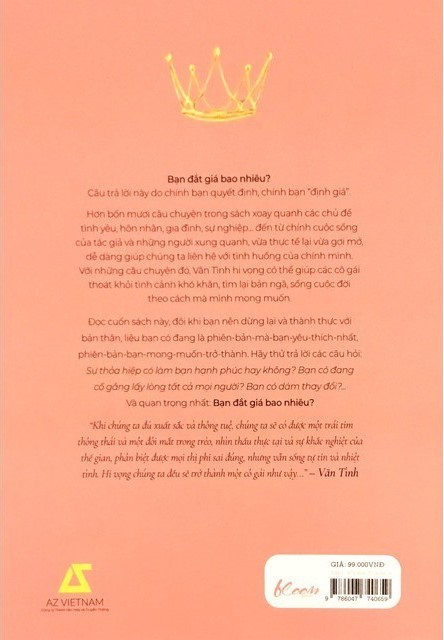 Bạn đắt giá bao nhiêu?
Câu trả lời này do chính bạn quyết định, chính bạn "định giá".
Hơn bốn mươi câu chuyện trong sách xoay quanh các chủ đề
tình yêu, hôn nhân, gia đình, sự nghiệp... đến từ chính cuộc sống
của tác giả và những người xung quanh, vừa thực tế lại vừa gợi mở,
dễ dàng giúp chúng ta liên hệ với tình huống của chính mình.
Với những câu chuyện đó, Vãn Tình hi vọng có thể giúp các cô gái
thoát khỏi tình cảnh khó khăn, tìm lại bản ngã, sống cuộc đời
theo cách mà mình mong muốn.
Đọc cuốn sách này, đôi khi bạn nên dừng lại và thành thực với
bản thân, liệu bạn có đang là phiên-bản-mà-bạn-yêu-thích-nhất,
phiên-bản-bạn-mong-muốn-trở-thành. Hãy thử trả lời các câu hỏi:
Sự thỏa hiệp có làm bạn hạnh phúc hay không? Bạn có đang
cố gắng lấy lòng tất cả mọi người? Bạn có dám thay đổi?...
Và quan trọng nhất: Bạn đắt giá bao nhiêu?
"Khi chúng ta đủ xuất sắc và thông tuệ, chúng ta sẽ có được một trái tim
thông thái và một đôi mắt trong trẻo, nhìn thấu thực tại và sự khắc nghiệt của
thế gian, phân biệt được mọi thị phi sai đúng, nhưng vẫn sống tự tin và nhiệt
tình. Hi vọng chúng ta đều sẽ trở thành một cô gái như vậy..." – Vãn Tình
AZ VIETNAM
GIÁ: 99.000VNĐ
bloom
9 786047 740659